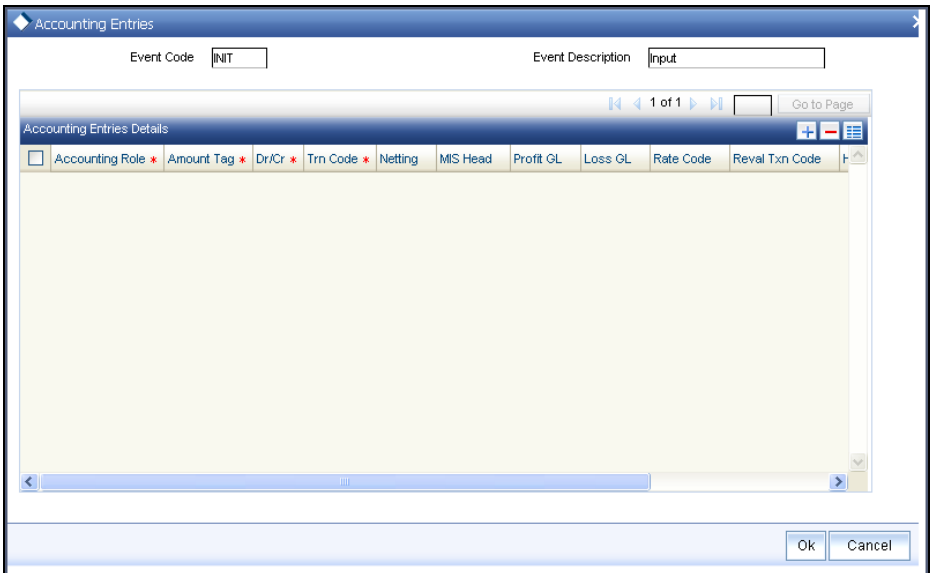 Accounting Entries
Event Code INIT Event Description Input
1 of 1 Go to Page
Accounting Entries Details
Accounting Role * Amount Tag * Dr/Cr * Trn Code * Netting MIS Head Profit GL Loss GL Rate Code Reval Txn Code
Ok Cancel